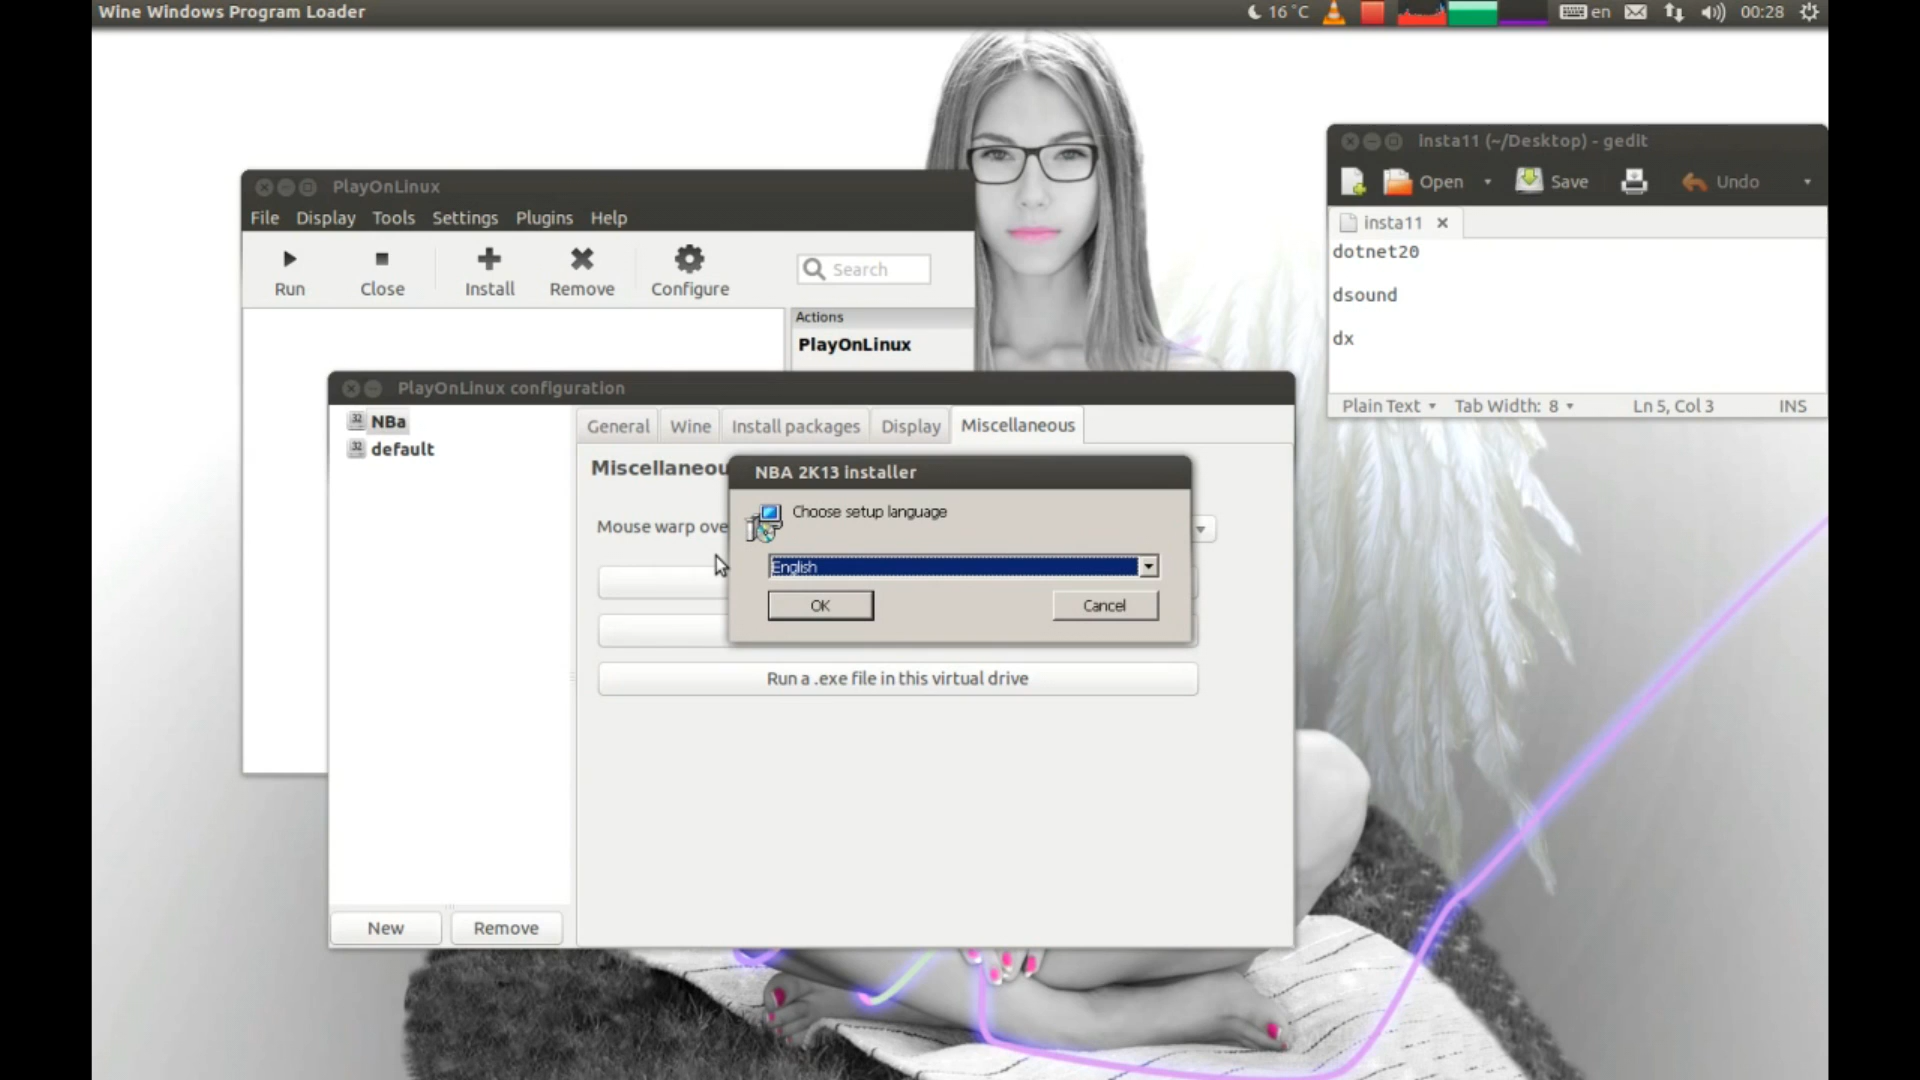 Wine Windows Program Loader
16 °C
en
00:28
PlayOnLinux
File Display Tools Settings Plugins Help
Run Close Install Remove Configure
Search
Actions
PlayOnLinux
insta11 (~/Desktop) - gedit
Open Save Undo
insta11
dotnet20
dsound
dx
Plain Text Tab Width: 8 Ln 5, Col 3 INS
PlayOnLinux configuration
32 NBa
32 default
General Wine Install packages Display Miscellaneous
Miscellaneou
Mouse warp ove
NBA 2K13 installer
Choose setup language
English
OK Cancel
Run a .exe file in this virtual drive
New Remove